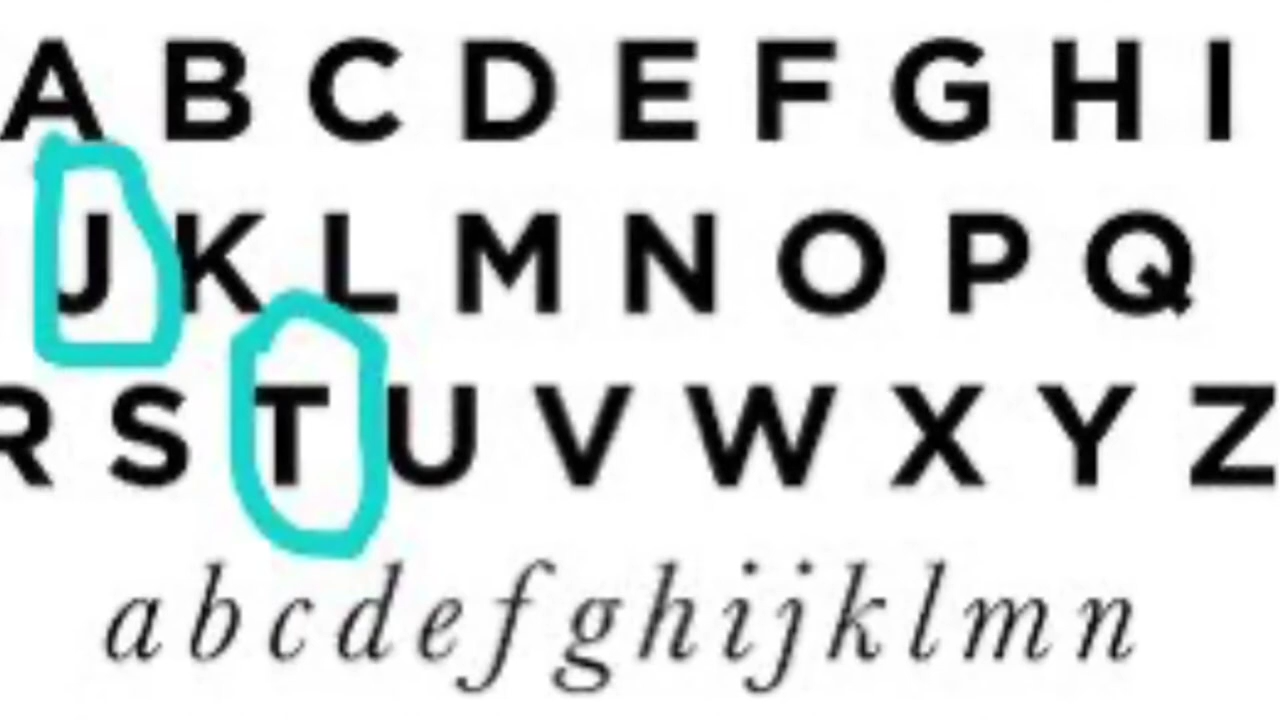 A B C D E F G H I
J K L M N O P Q
R S T U V W X Y Z
a b c d e f g h i j k l m n